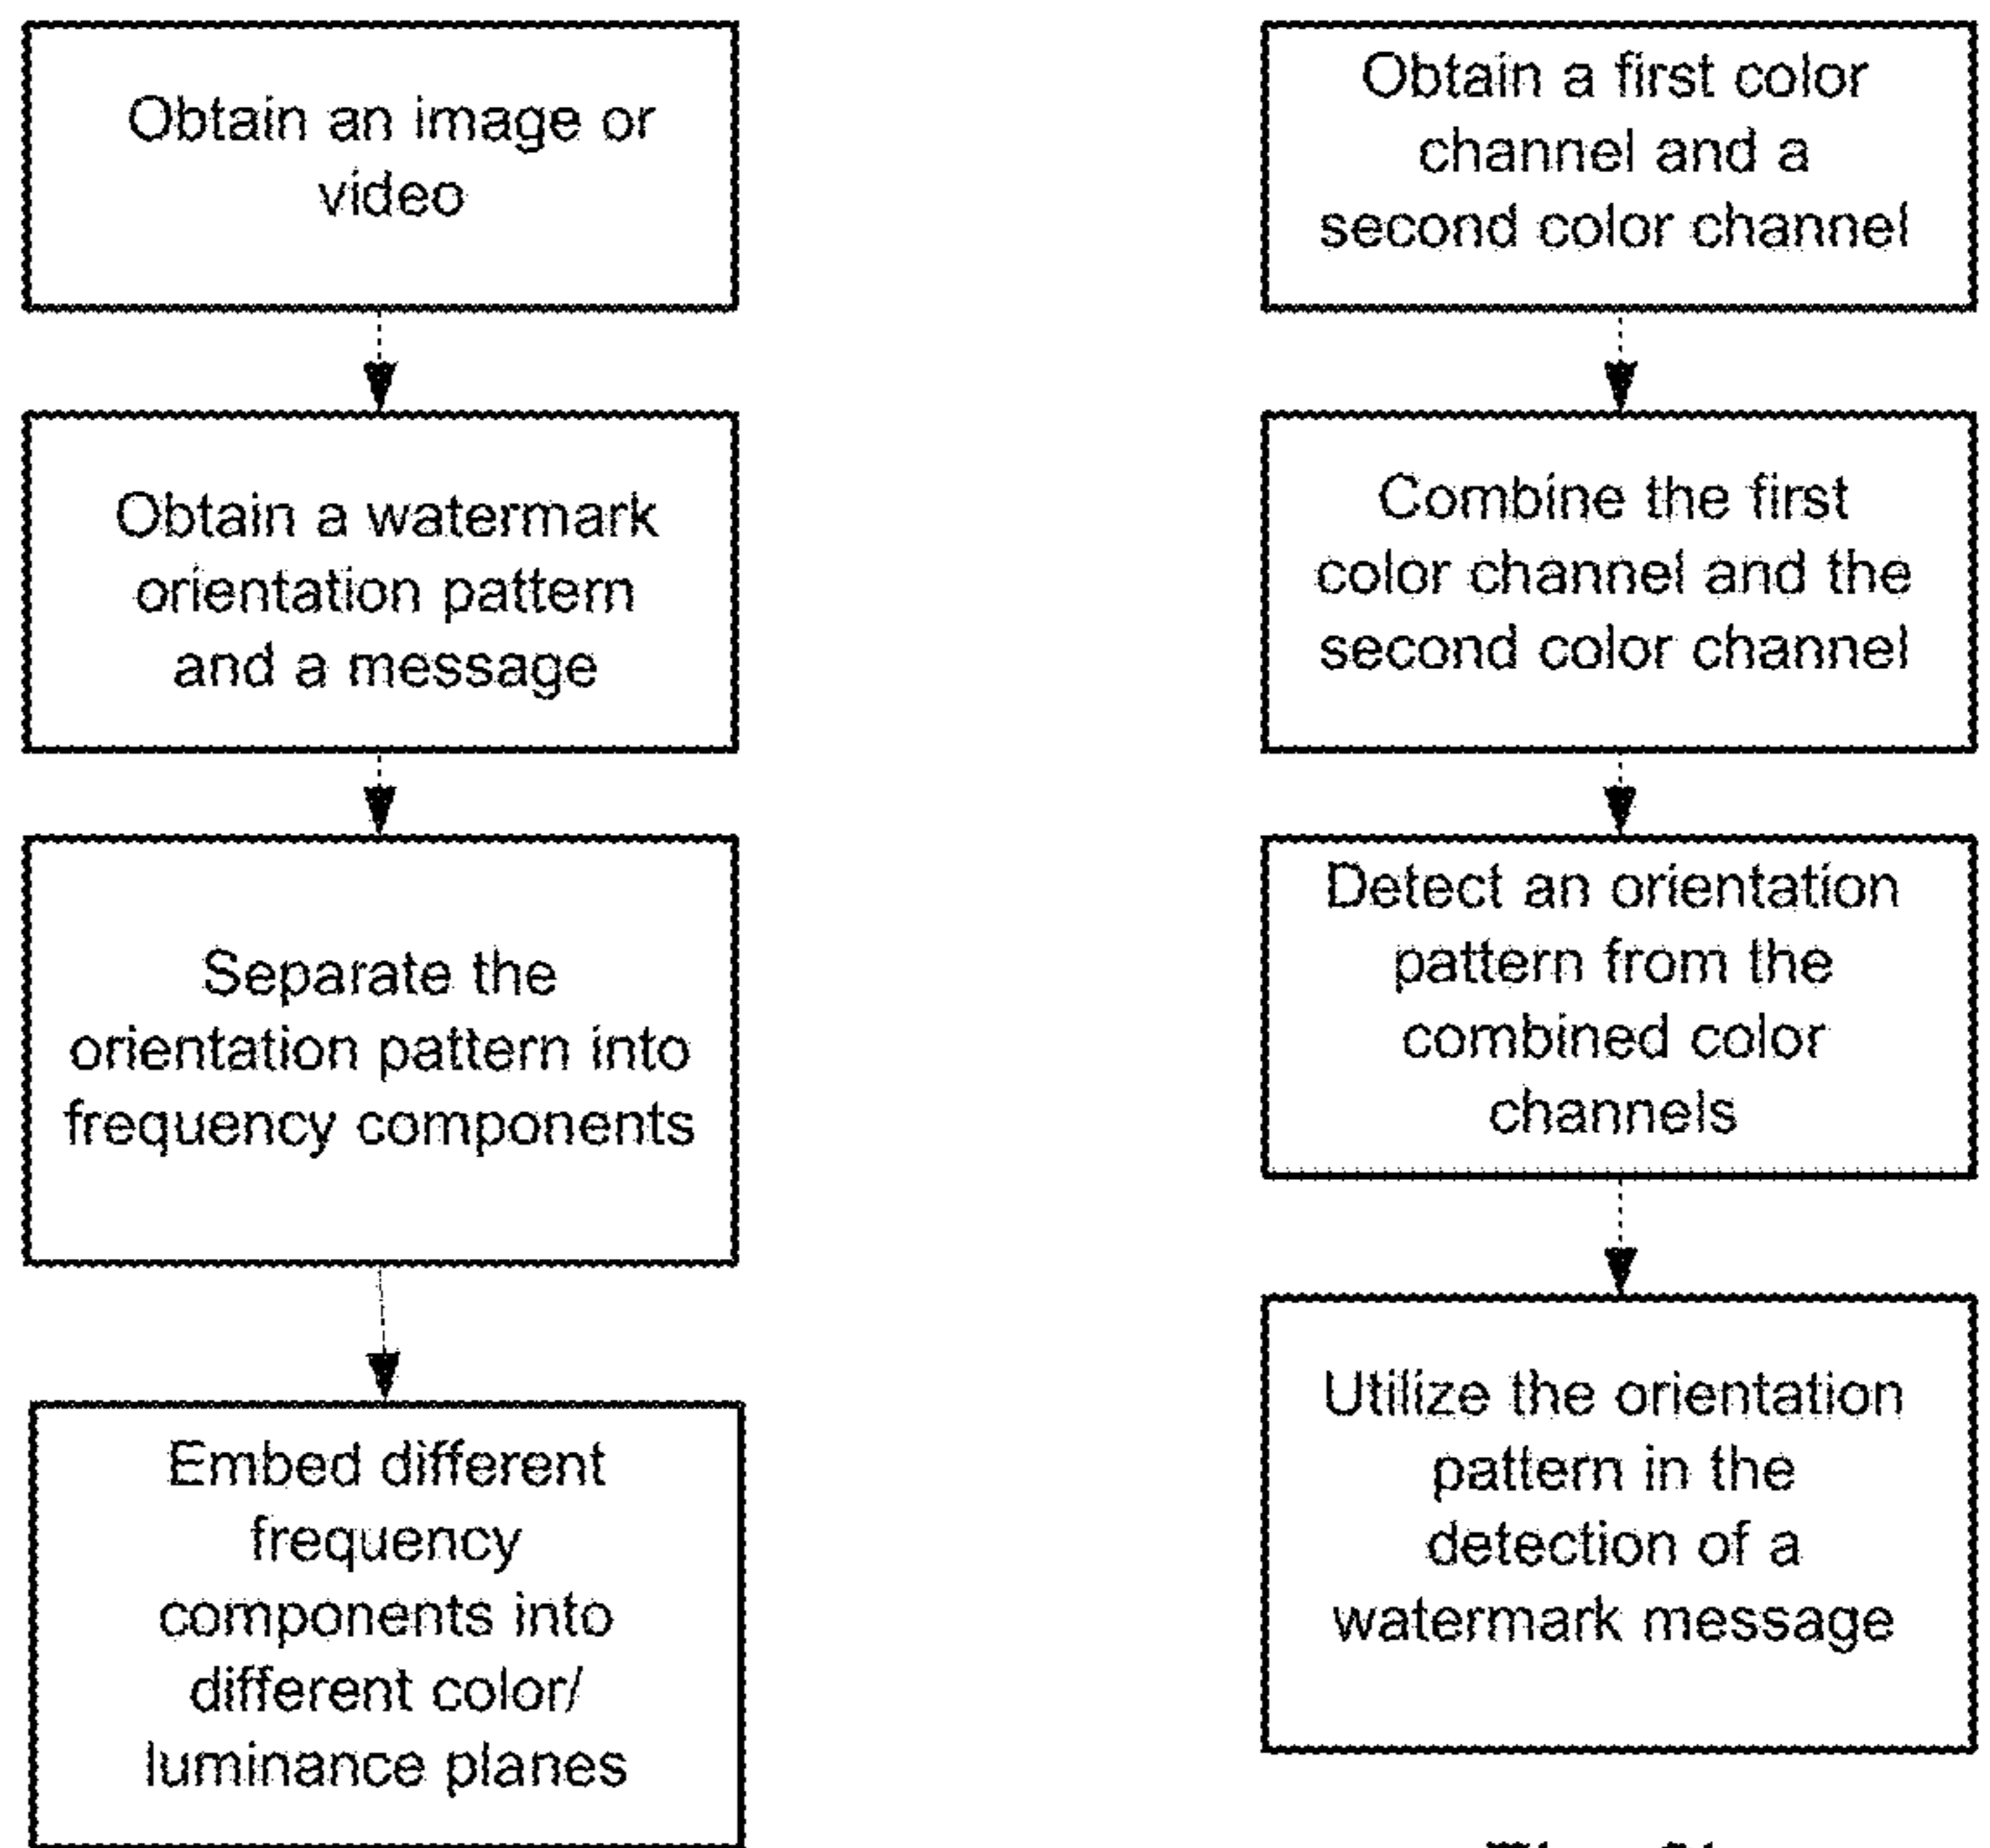 Obtain an image or
video
Obtain a watermark
orientation pattern
and a message
Separate the
orientation pattern into
frequency components
Embed different
frequency
components into
different color/
luminance planes
Obtain a first color
channel and a
second color channel
Combine the first
color channel and the
second color channel
Detect an orientation
pattern from the
combined color
channels
Utilize the orientation
pattern in the
detection of a
watermark message